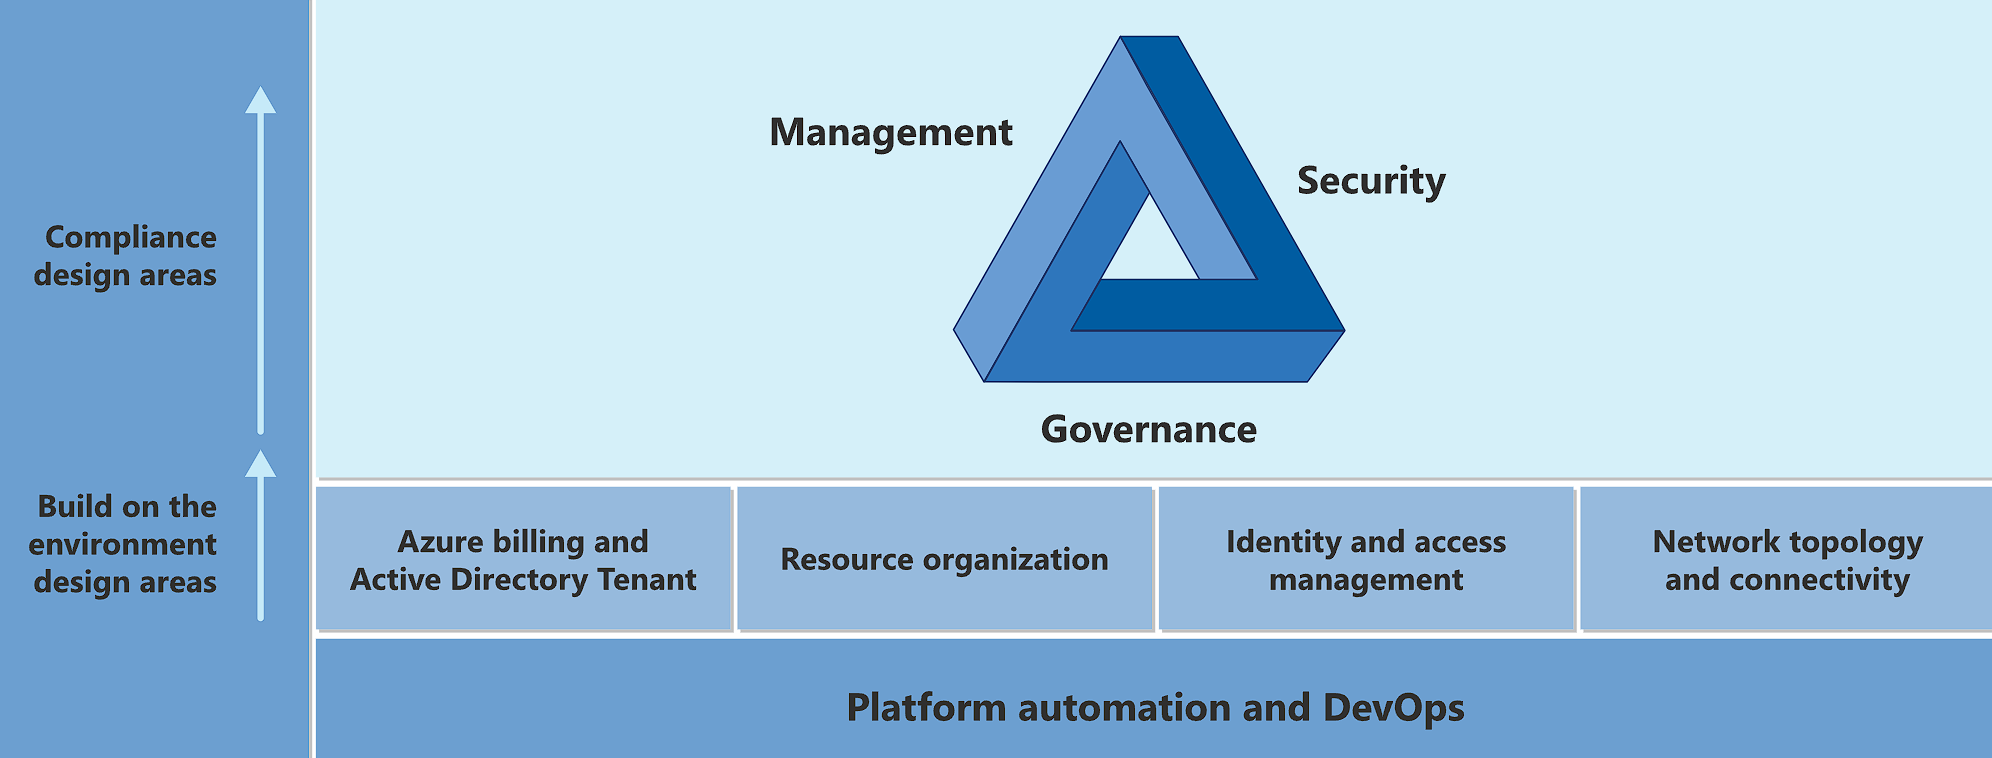 Management
Security
Compliance
design areas
Governance
Build on the
environment
design areas
Azure billing and
Active Directory Tenant
Resource organization
Identity and access
management
Network topology
and connectivity
Platform automation and DevOps